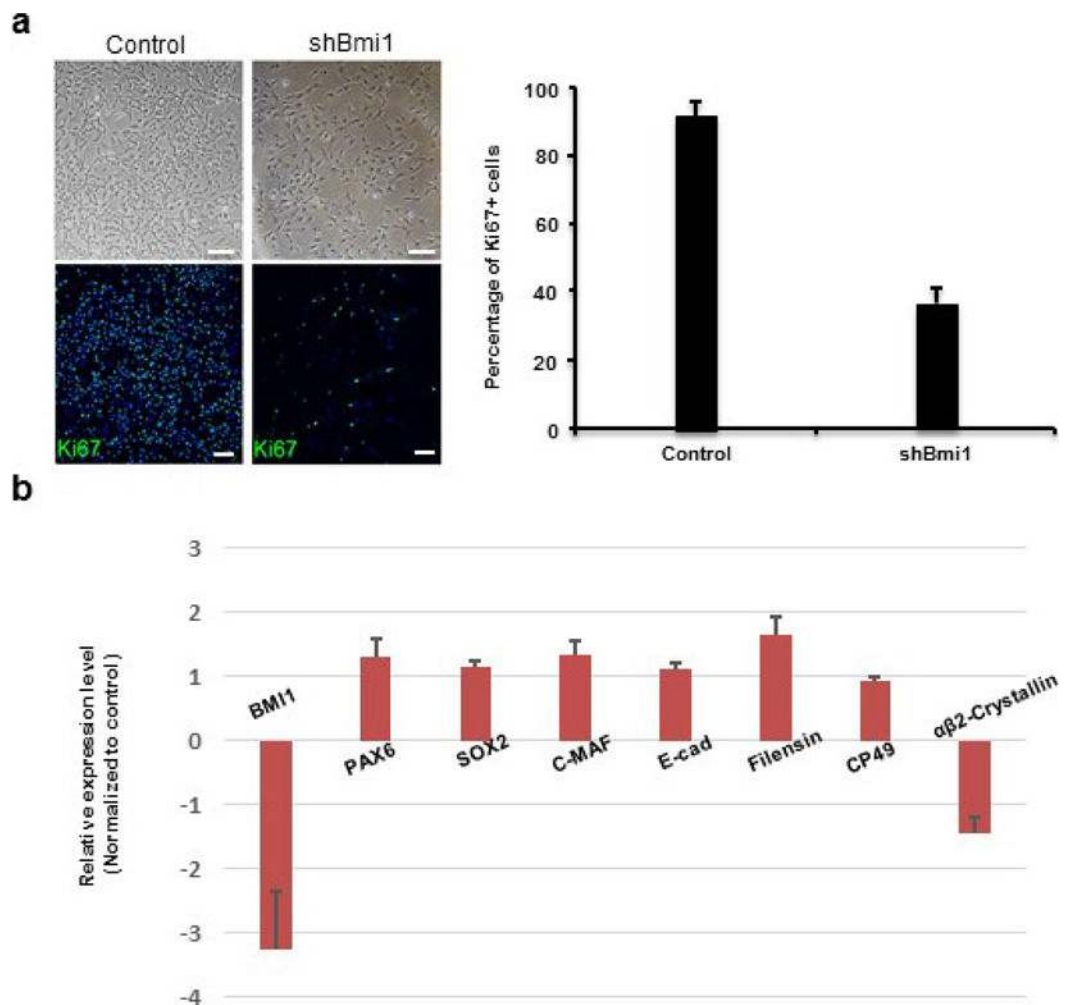 a
Control
shBmi1
Ki67
Ki67
Percentage of Ki67+ cells
100
80
60
40
20
0
Control
shBmi1
b
Relative expression level
(Normalized to control)
3
2
1
0
-1
-2
-3
-4
BMI1
PAX6
SOX2
C-MAF
E-cad
Filensin
CP49
αβ2-Crystallin